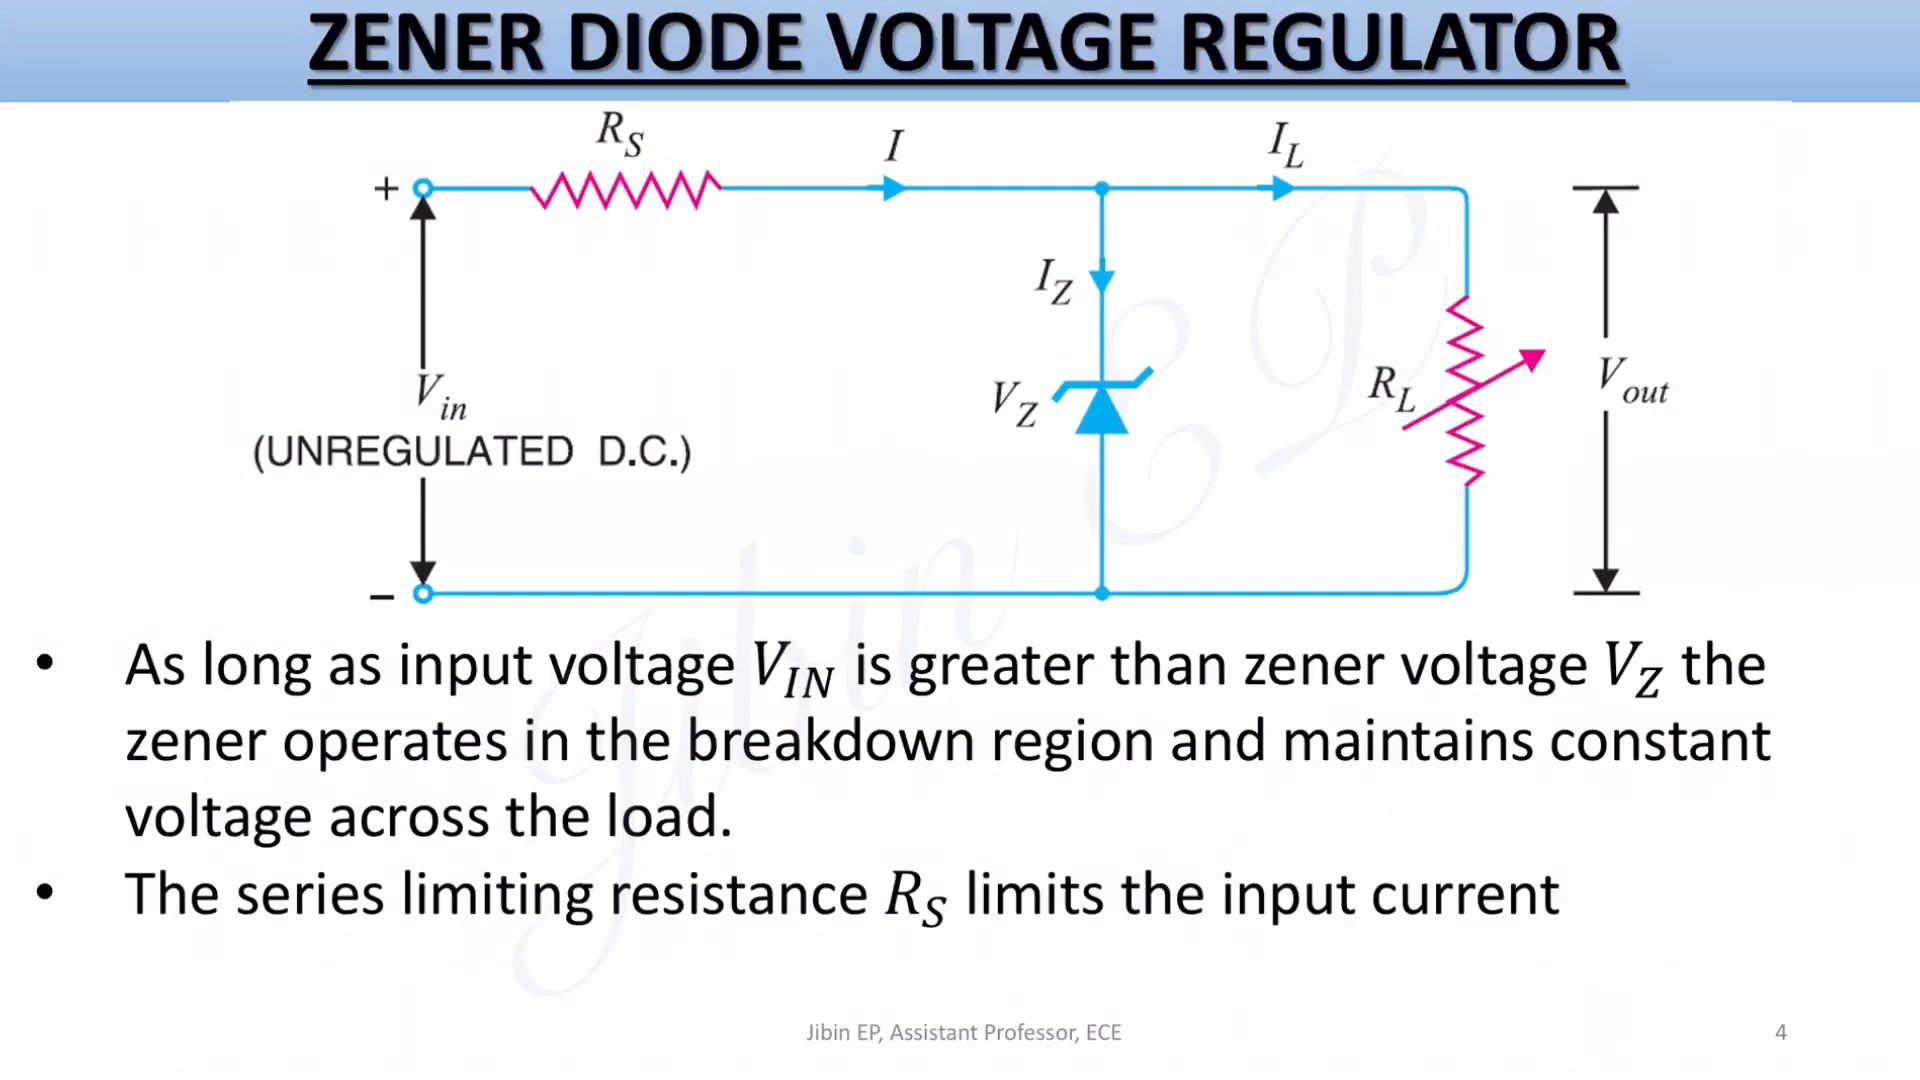 ZENER DIODE VOLTAGE REGULATOR
R_S
I
I_L
+
I_Z
V_in
(UNREGULATED D.C.)
V_Z
R_L
V_out
–
Jibin EP
• As long as input voltage V_IN is greater than zener voltage V_Z the
zener operates in the breakdown region and maintains constant
voltage across the load.
• The series limiting resistance R_S limits the input current
Jibin EP, Assistant Professor, ECE
4